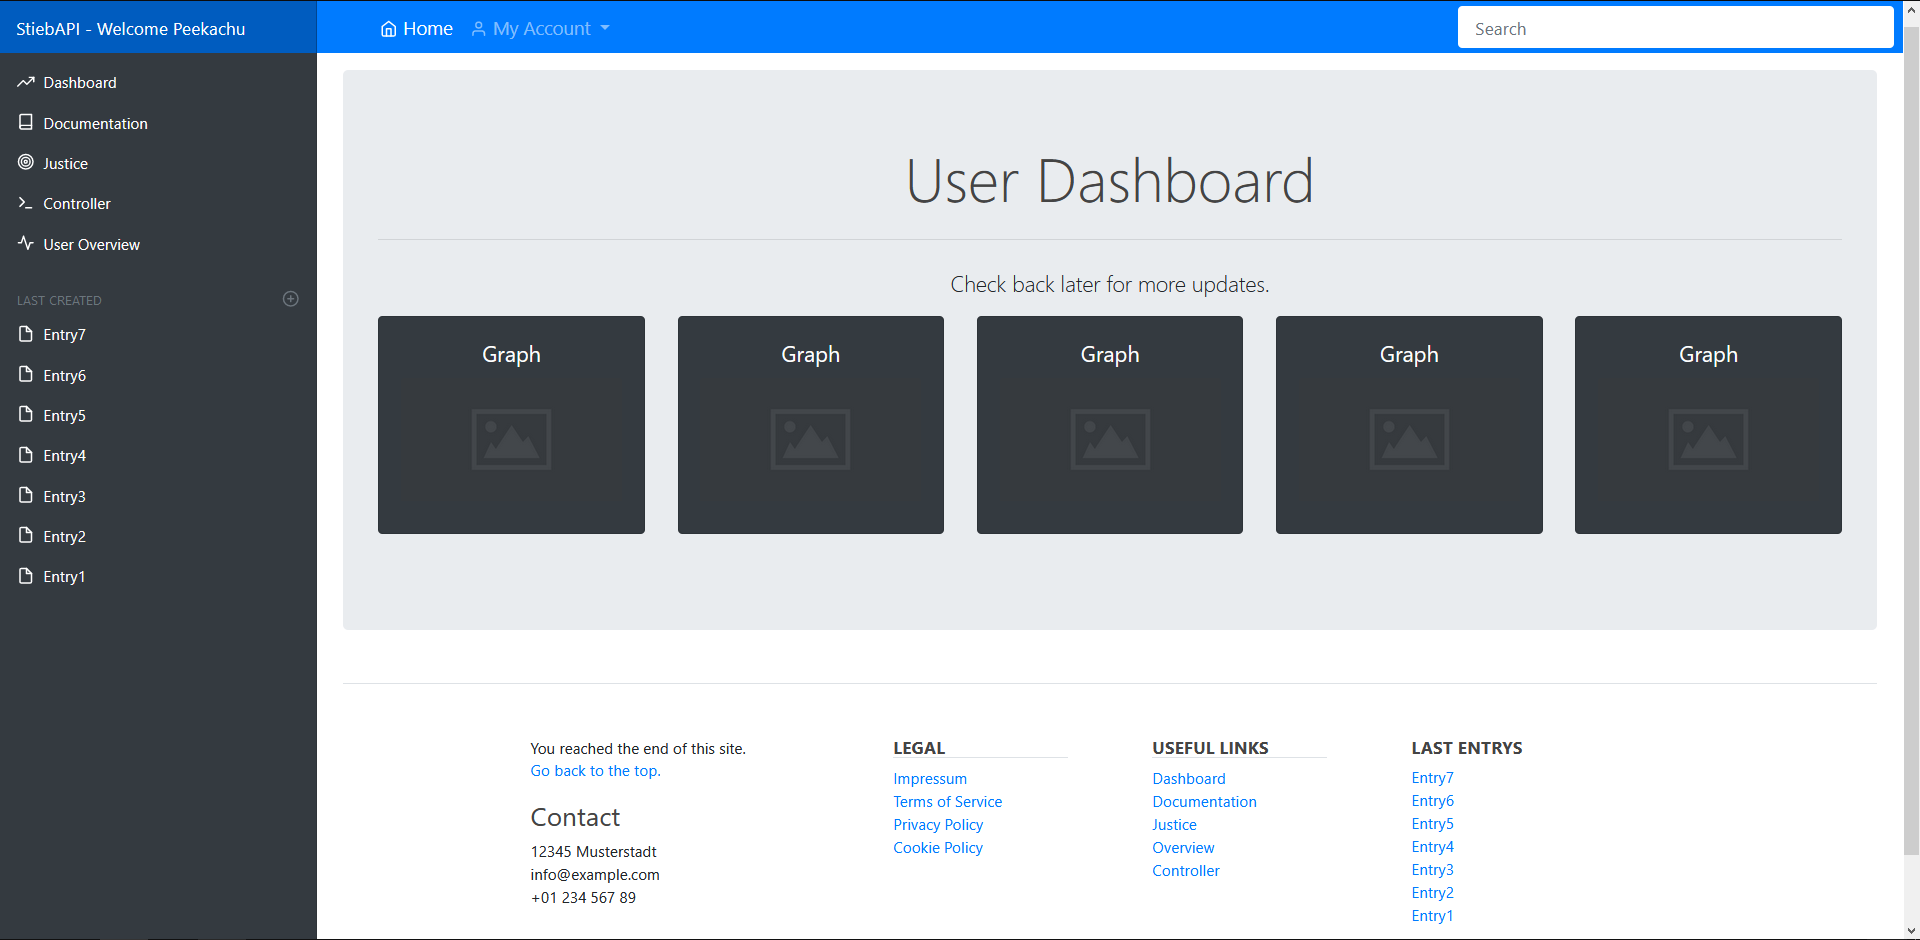 StiebAPI - Welcome Peekachu
Home My Account
Search
Dashboard
Documentation
Justice
Controller
User Overview
LAST CREATED
Entry7
Entry6
Entry5
Entry4
Entry3
Entry2
Entry1
User Dashboard
Check back later for more updates.
Graph
Graph
Graph
Graph
Graph
You reached the end of this site.
Go back to the top.
Contact
12345 Musterstadt
info@example.com
+01 234 567 89
LEGAL
Impressum
Terms of Service
Privacy Policy
Cookie Policy
USEFUL LINKS
Dashboard
Documentation
Justice
Overview
Controller
LAST ENTRYS
Entry7
Entry6
Entry5
Entry4
Entry3
Entry2
Entry1